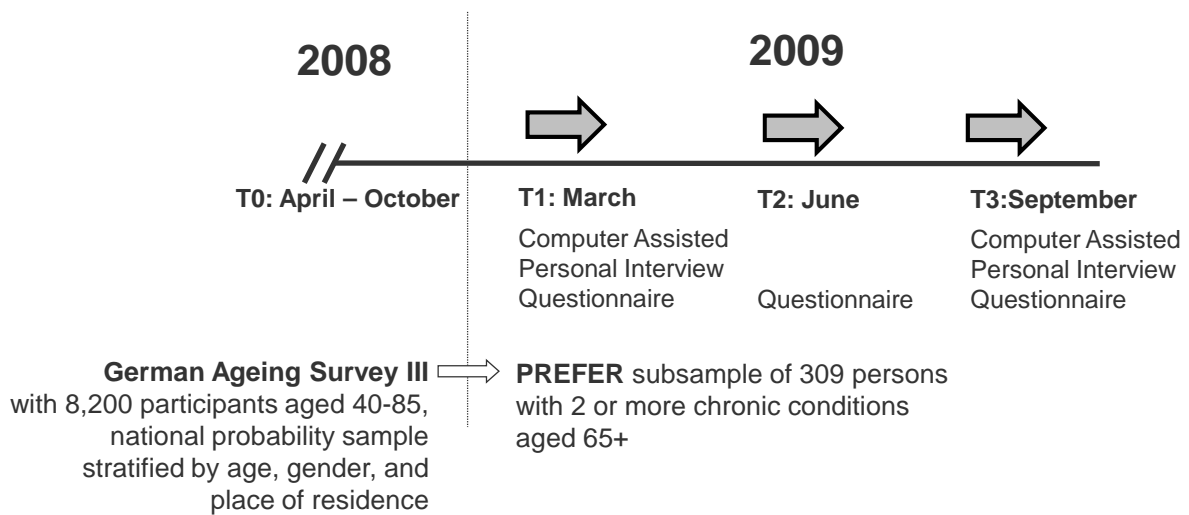 2008
2009
T0: April – October
T1: March
Computer Assisted
Personal Interview
Questionnaire
T2: June
Questionnaire
T3:September
Computer Assisted
Personal Interview
Questionnaire
German Ageing Survey III
with 8,200 participants aged 40-85,
national probability sample
stratified by age, gender, and
place of residence
PREFER subsample of 309 persons
with 2 or more chronic conditions
aged 65+